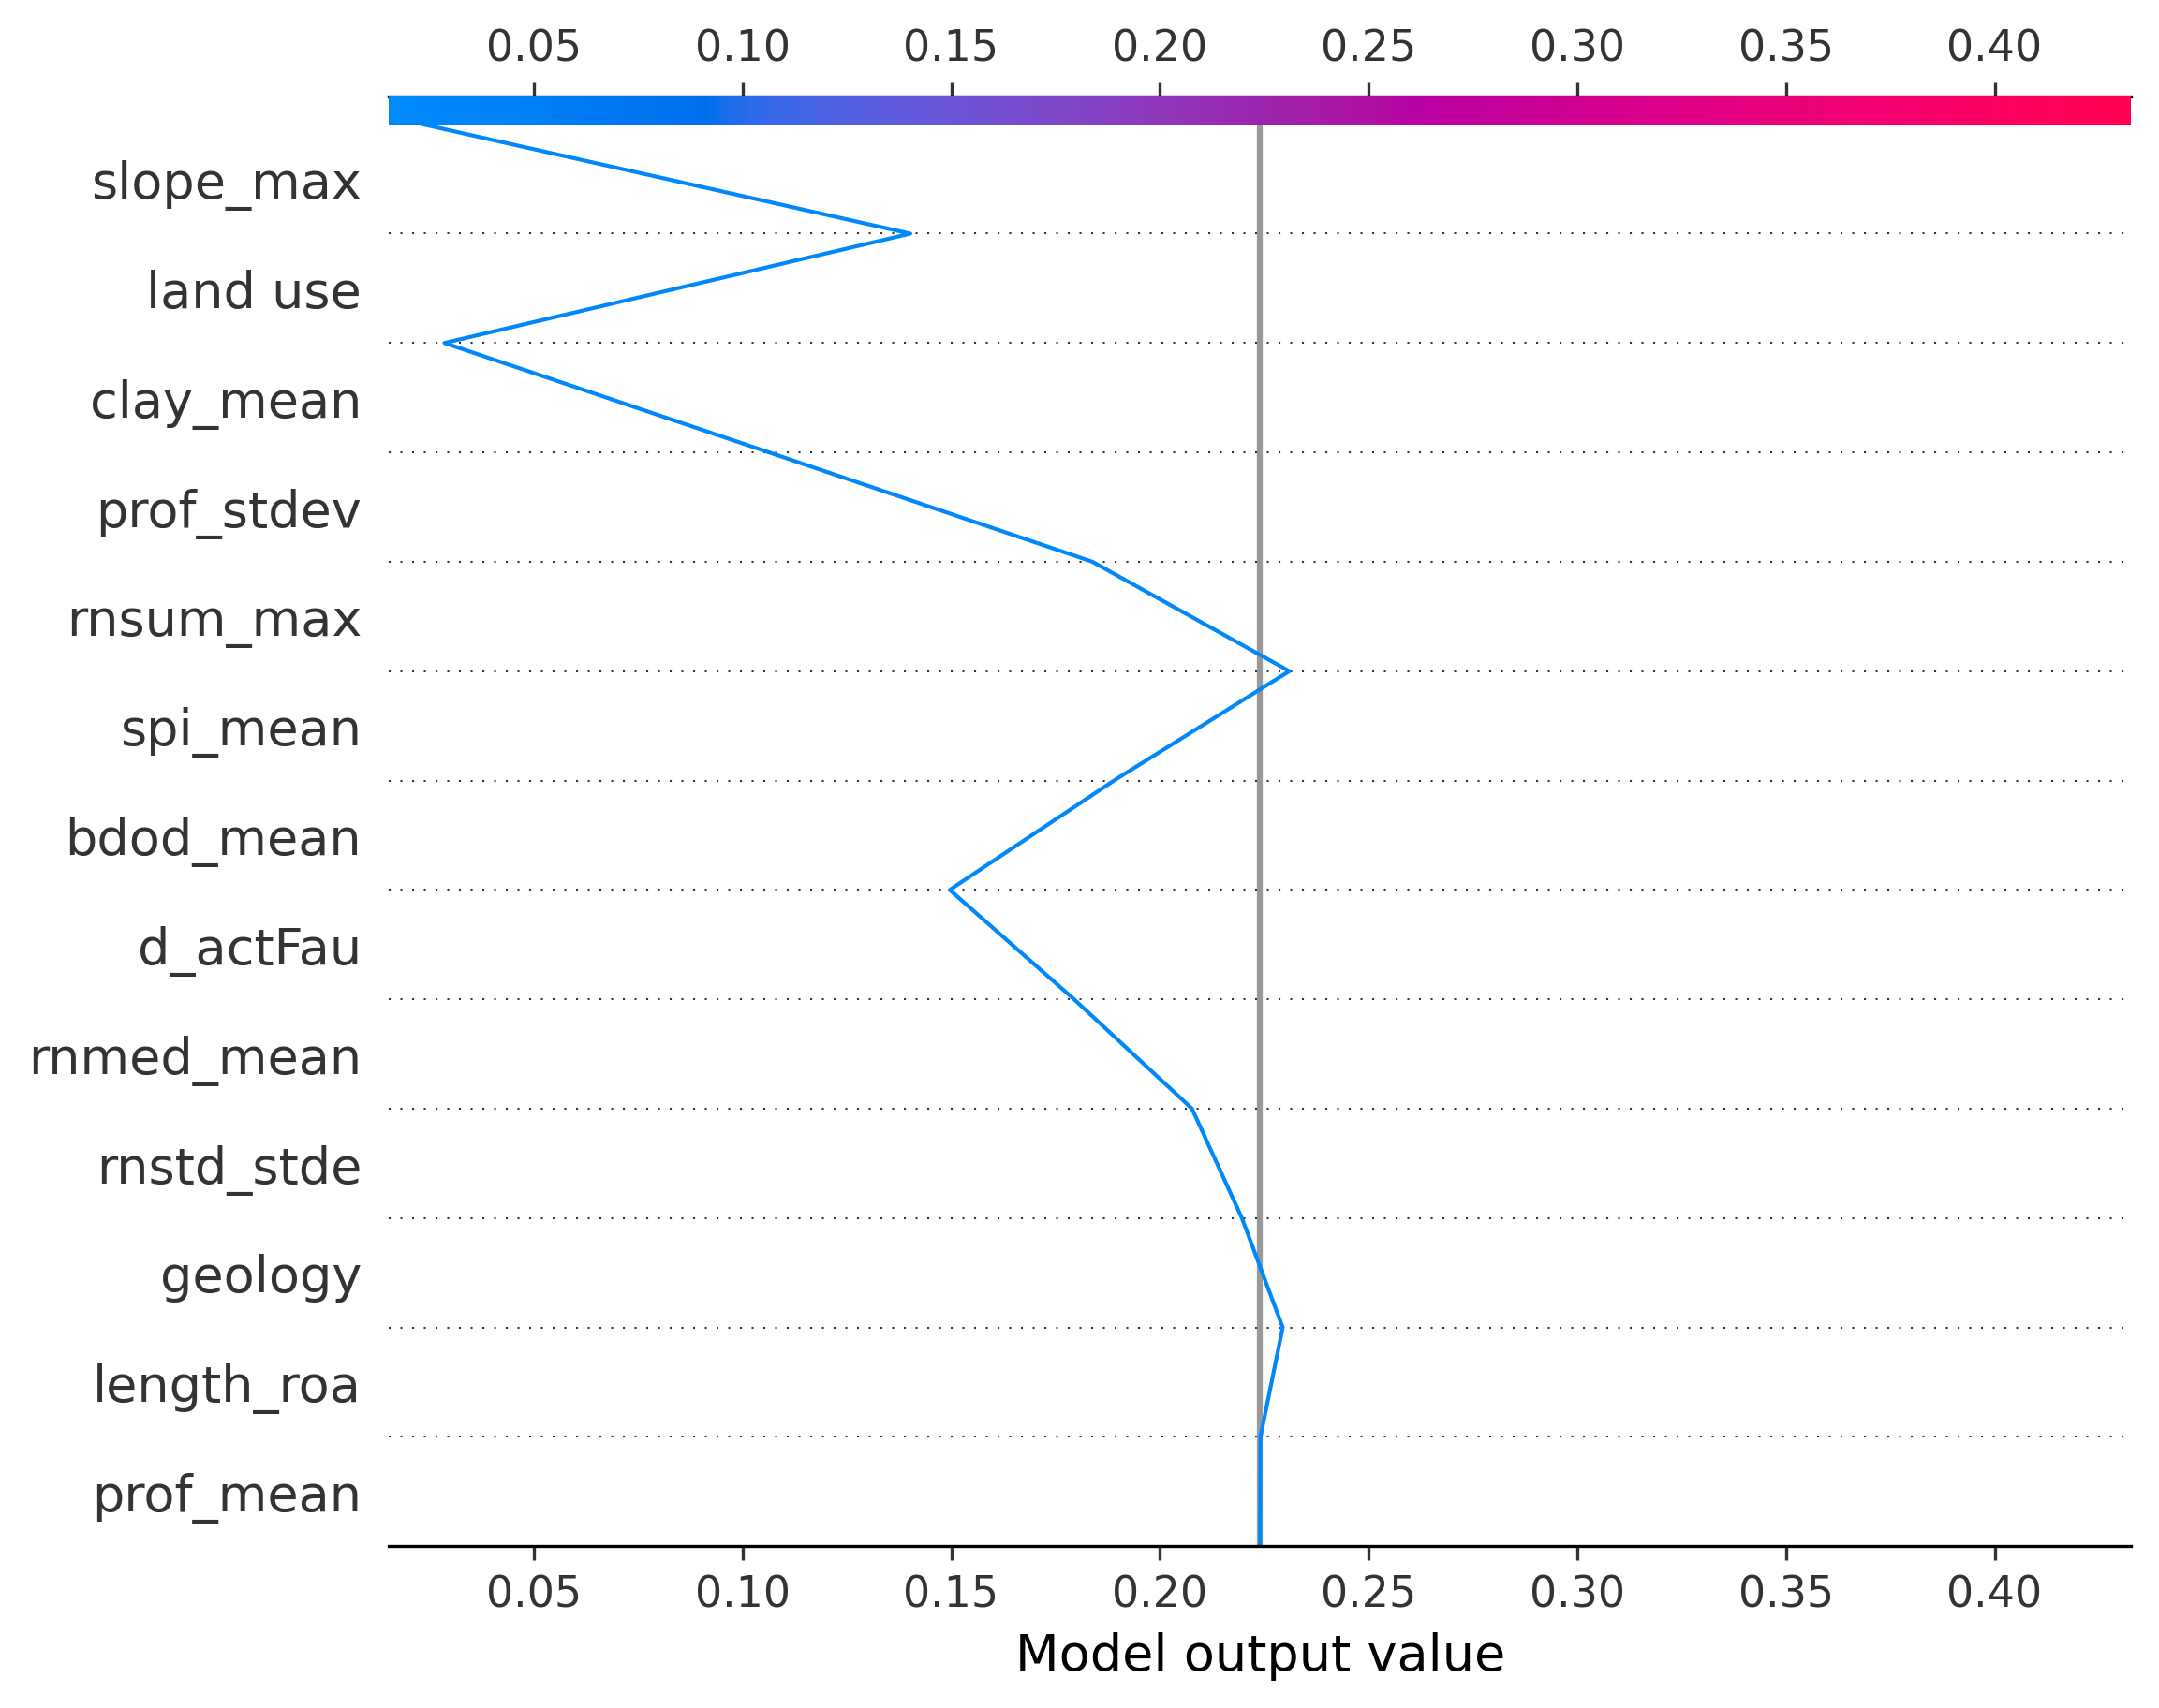 0.05 0.10 0.15 0.20 0.25 0.30 0.35 0.40
slope_max
land use
clay_mean
prof_stdev
rnsum_max
spi_mean
bdod_mean
d_actFau
rnmed_mean
rnstd_stde
geology
length_roa
prof_mean
0.05 0.10 0.15 0.20 0.25 0.30 0.35 0.40
Model output value